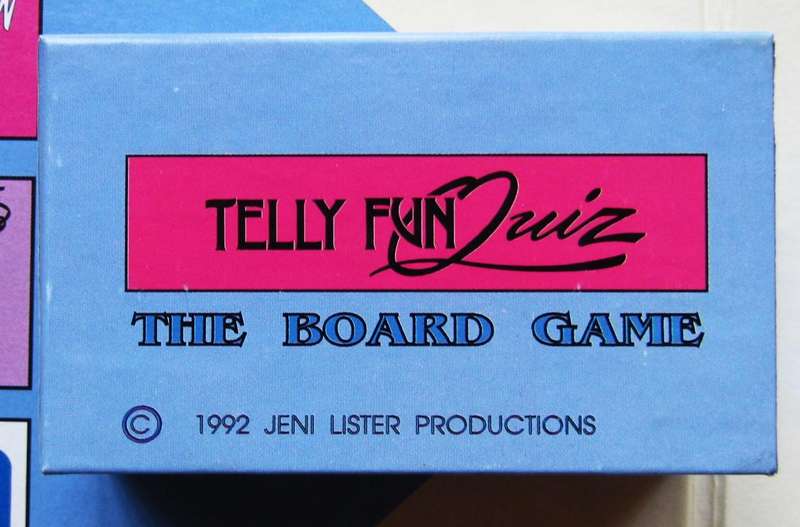 TELLY FUN Quiz
THE BOARD GAME
© 1992 JENI LISTER PRODUCTIONS